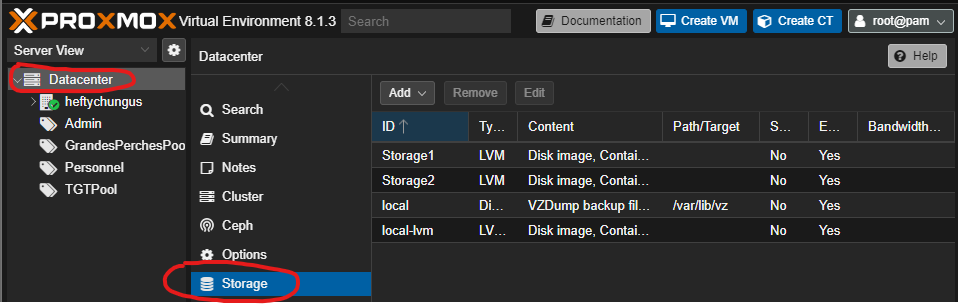 PROXMOX Virtual Environment 8.1.3 Search Documentation Create VM Create CT root@pam
Server View
Datacenter
heftychungus
Admin
GrandesPerchesPoo
Personnel
TGTPool
Datacenter Help
Search
Summary
Notes
Cluster
Ceph
Options
Storage
Add Remove Edit
ID Ty... Content Path/Target S... E... Bandwidth...
Storage1 LVM Disk image, Contai... No Yes
Storage2 LVM Disk image, Contai... No Yes
local Di... VZDump backup fil... /var/lib/vz No Yes
local-lvm LV... Disk image, Contai... No Yes